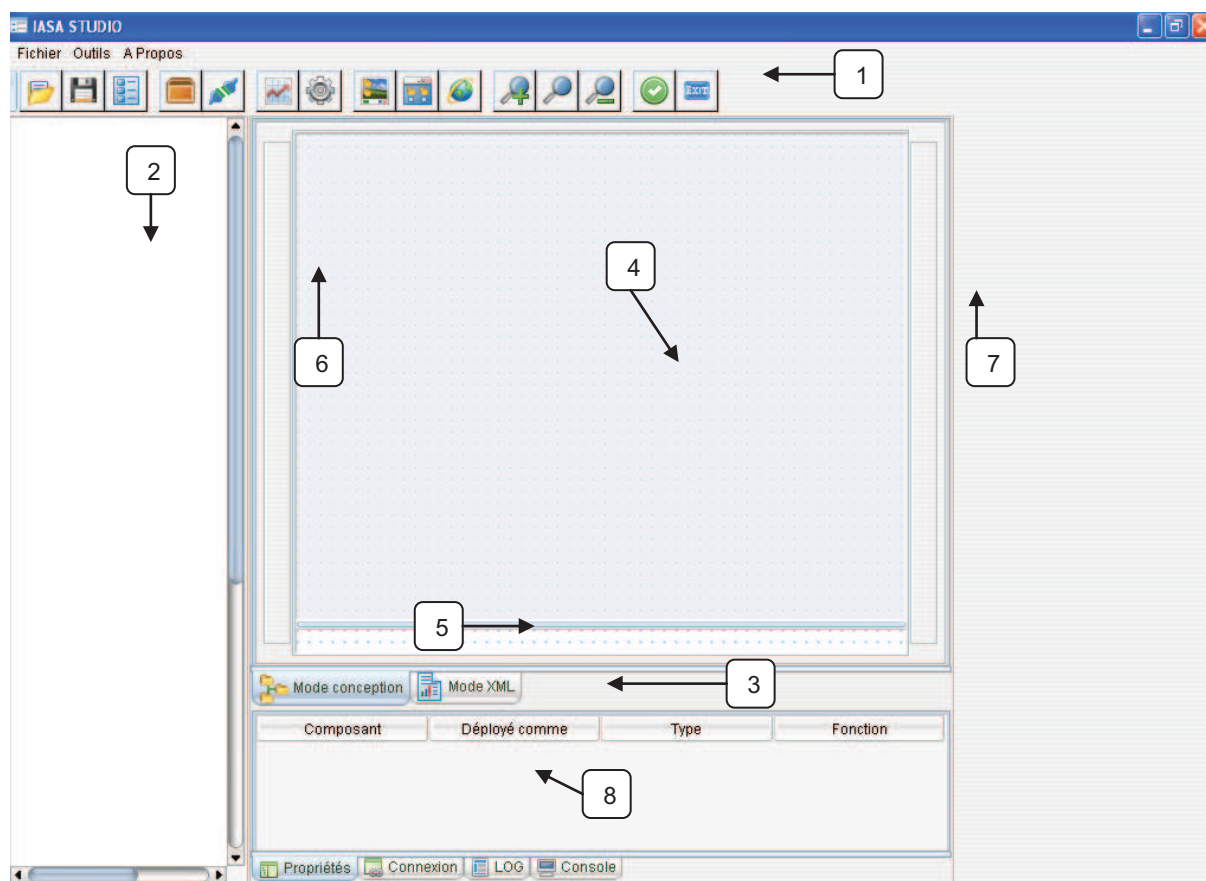 IASA STUDIO
Fichier Outils A Propos
EXIT
1
2
4
6
7
5
3
Mode conception Mode XML
Composant Déployé comme Type Fonction
8
Propriétés Connexion LOG Console